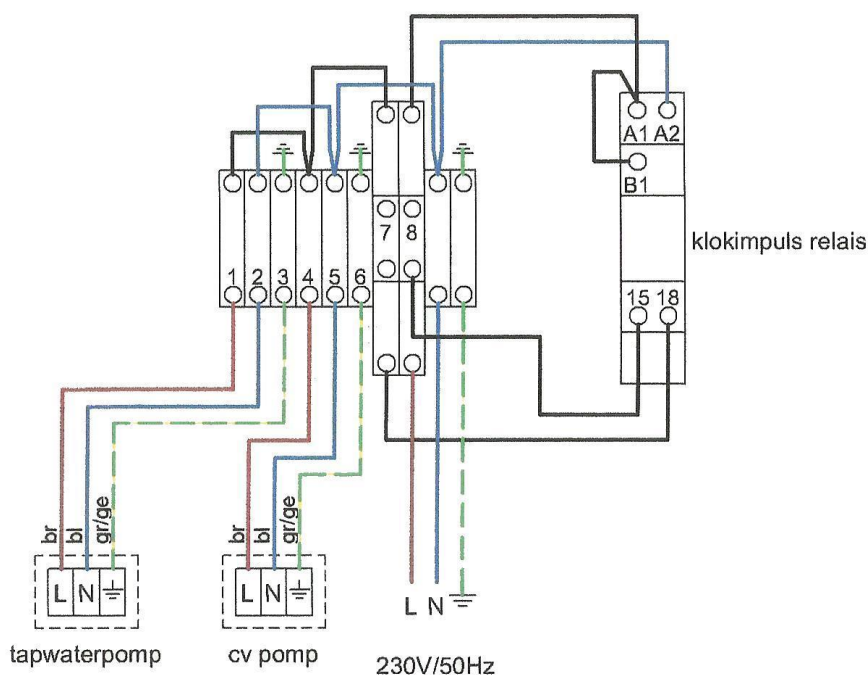 A1 A2
B1
klokimpuls relais
7 8
1 2 3 4 5 6
15 18
br bl gr/ge
br bl gr/ge
L N
L N
L N
tapwaterpomp
cv pomp
230V/50Hz